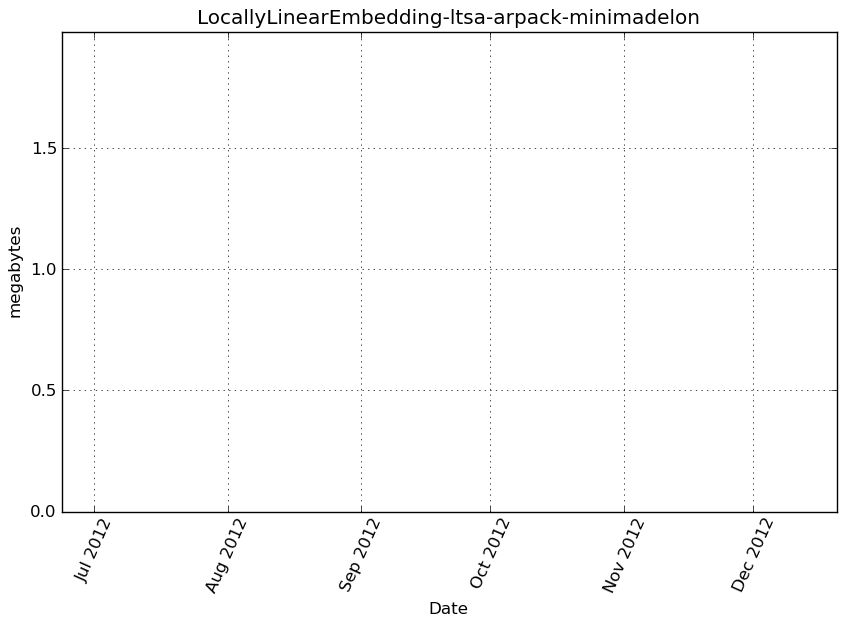 LocallyLinearEmbedding-ltsa-arpack-minimadelon
megabytes
1.5
1.0
0.5
0.0
Jul 2012
Aug 2012
Sep 2012
Oct 2012
Nov 2012
Dec 2012
Date